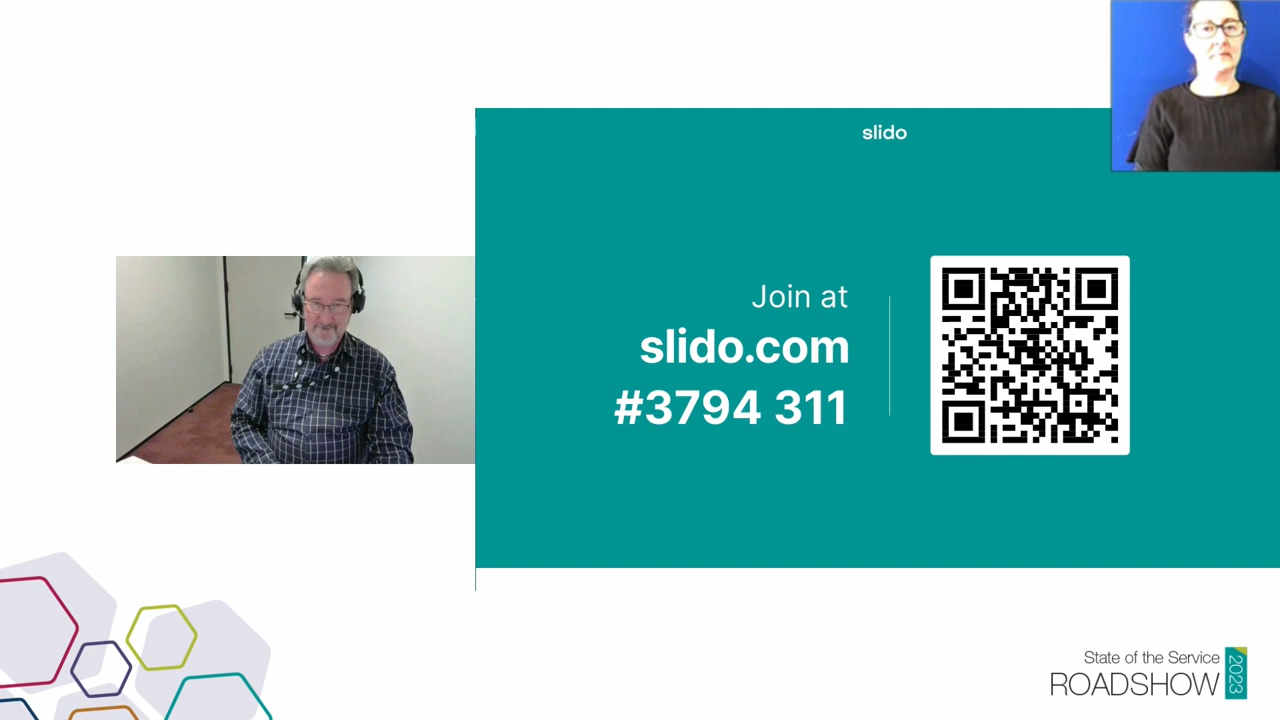 slido
Join at
slido.com
#3794 311
State of the Service
ROADSHOW
2023